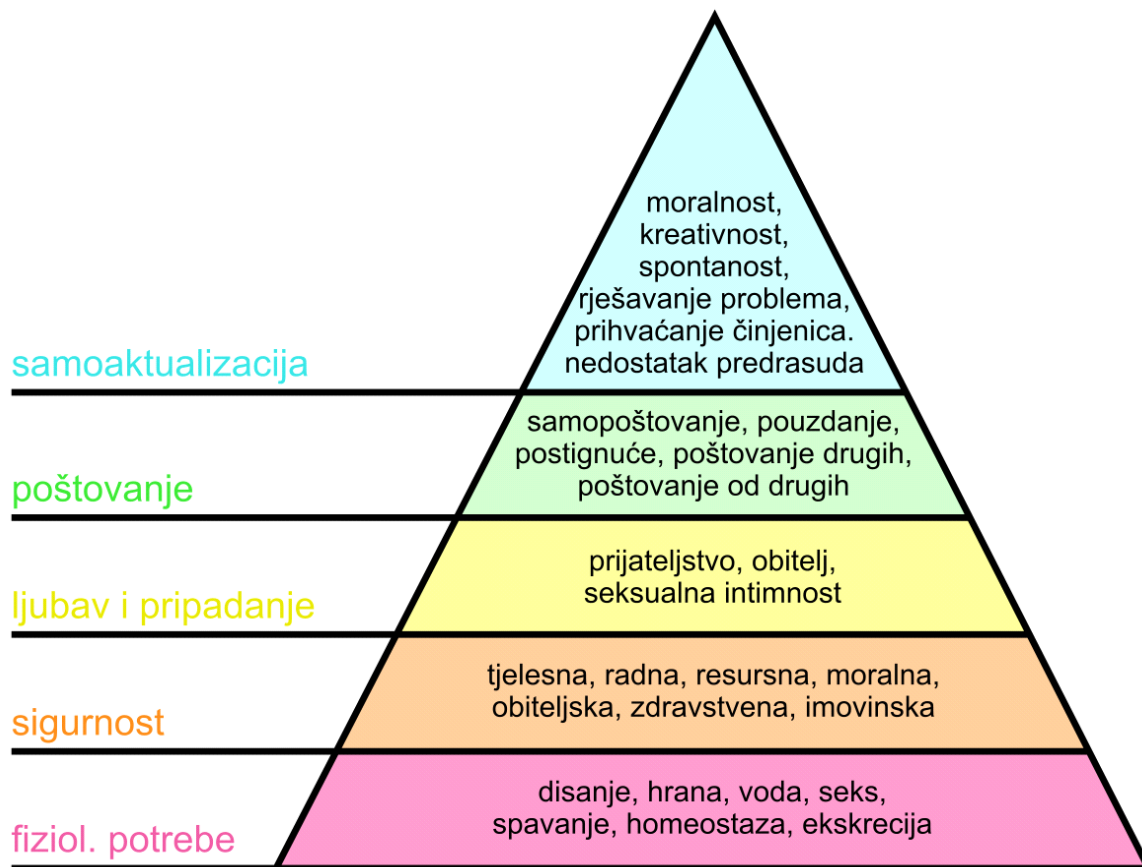 moralnost,
kreativnost,
spontanost,
rješavanje problema,
prihvaćanje činjenica.
nedostatak predrasuda
samoaktualizacija
samopoštovanje, pouzdanje,
postignuće, poštovanje drugih,
poštovanje od drugih
poštovanje
prijateljstvo, obitelj,
seksualna intimnost
ljubav i pripadanje
tjelesna, radna, resursna, moralna,
obiteljska, zdravstvena, imovinska
sigurnost
disanje, hrana, voda, seks,
spavanje, homeostaza, ekskrecija
fiziol. potrebe